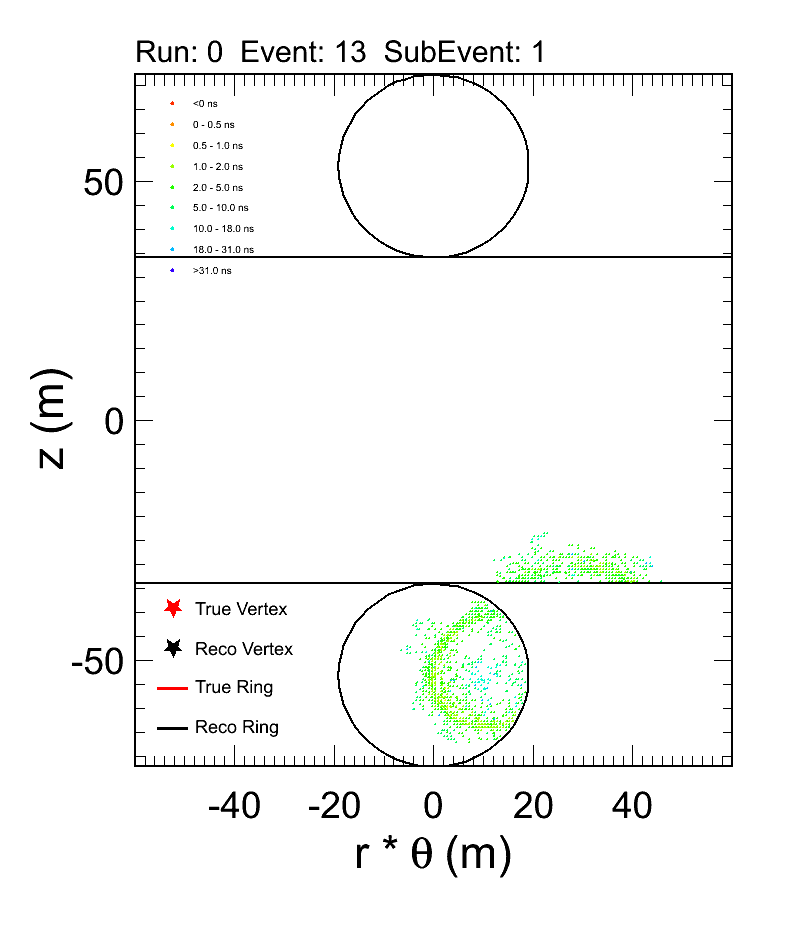 Run: 0  Event: 13  SubEvent: 1
<0 ns
0 - 0.5 ns
0.5 - 1.0 ns
1.0 - 2.0 ns
2.0 - 5.0 ns
5.0 - 10.0 ns
10.0 - 18.0 ns
18.0 - 31.0 ns
>31.0 ns
50
0
-50
z (m)
True Vertex
Reco Vertex
True Ring
Reco Ring
-40 -20 0 20 40
r * θ (m)